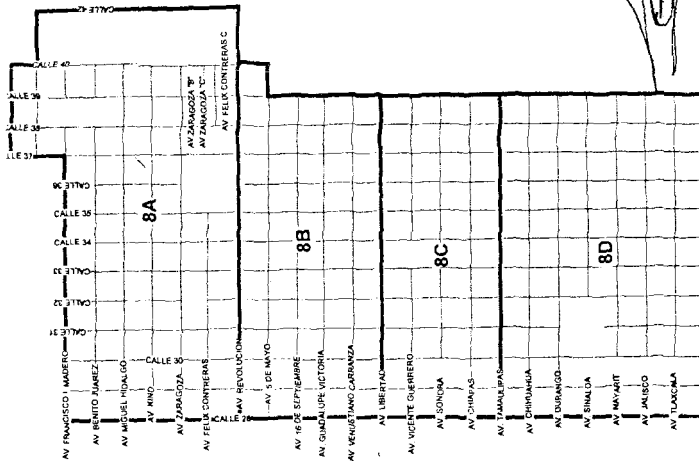 CALLE 42
CALLE 40
CALLE 39
CALLE 38
LLE 37
CALLE 36
CALLE 35
CALLE 34
CALLE 33
CALLE 32
CALLE 31
CALLE 30
CALLE 28
AV ZARAGOZA "B"
AV ZARAGOZA "C"
AV FELIX CONTRERAS C
8A
8B
8C
8D
AV FRANCISCO I MADERO
AV BENITO JUAREZ
AV MIGUEL HIDALGO
AV KINO
AV ZARAGOZA
AV FELIX CONTRERAS
AV REVOLUCION
AV 5 DE MAYO
AV 16 DE SEPTIEMBRE
AV GUADALUPE VICTORIA
AV VENUSTIANO CARRANZA
AV LIBERTAD
AV VICENTE GUERRERO
AV SONORA
AV CHIAPAS
AV TAMAULIPAS
AV CHIHUAHUA
AV DURANGO
AV SINALOA
AV NAYARIT
AV JALISCO
AV TLAXCALA